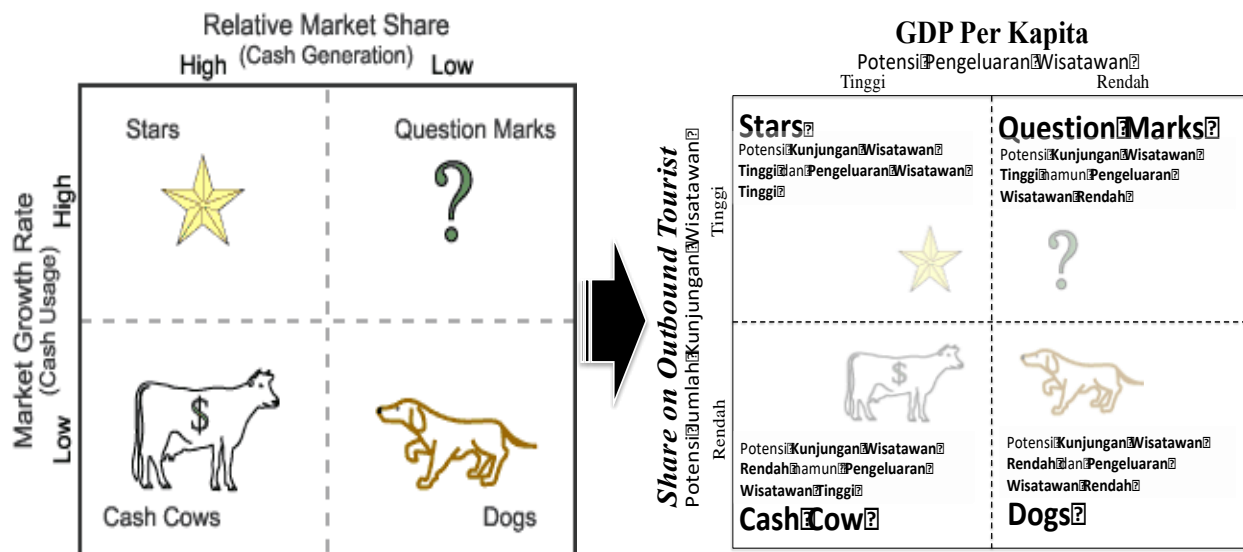 Relative Market Share
(Cash Generation)
High
Low
Market Growth Rate
(Cash Usage)
High
Low
Stars
Question Marks
?
$
Cash Cows
Dogs
GDP Per Kapita
Potensi Pengeluaran Wisatawan
Tinggi
Rendah
Share on Outbound Tourist
Potensi Jumlah Kunjungan Wisatawan
Tinggi
Rendah
Stars
Potensi Kunjungan Wisatawan
Tinggi dan Pengeluaran Wisatawan
Tinggi
Question Marks
Potensi Kunjungan Wisatawan
Tinggi namun Pengeluaran
Wisatawan Rendah
?
$
Potensi Kunjungan Wisatawan
Rendah namun Pengeluaran
Wisatawan Tinggi
Cash Cow
Potensi Kunjungan Wisatawan
Rendah dan Pengeluaran
Wisatawan Rendah
Dogs